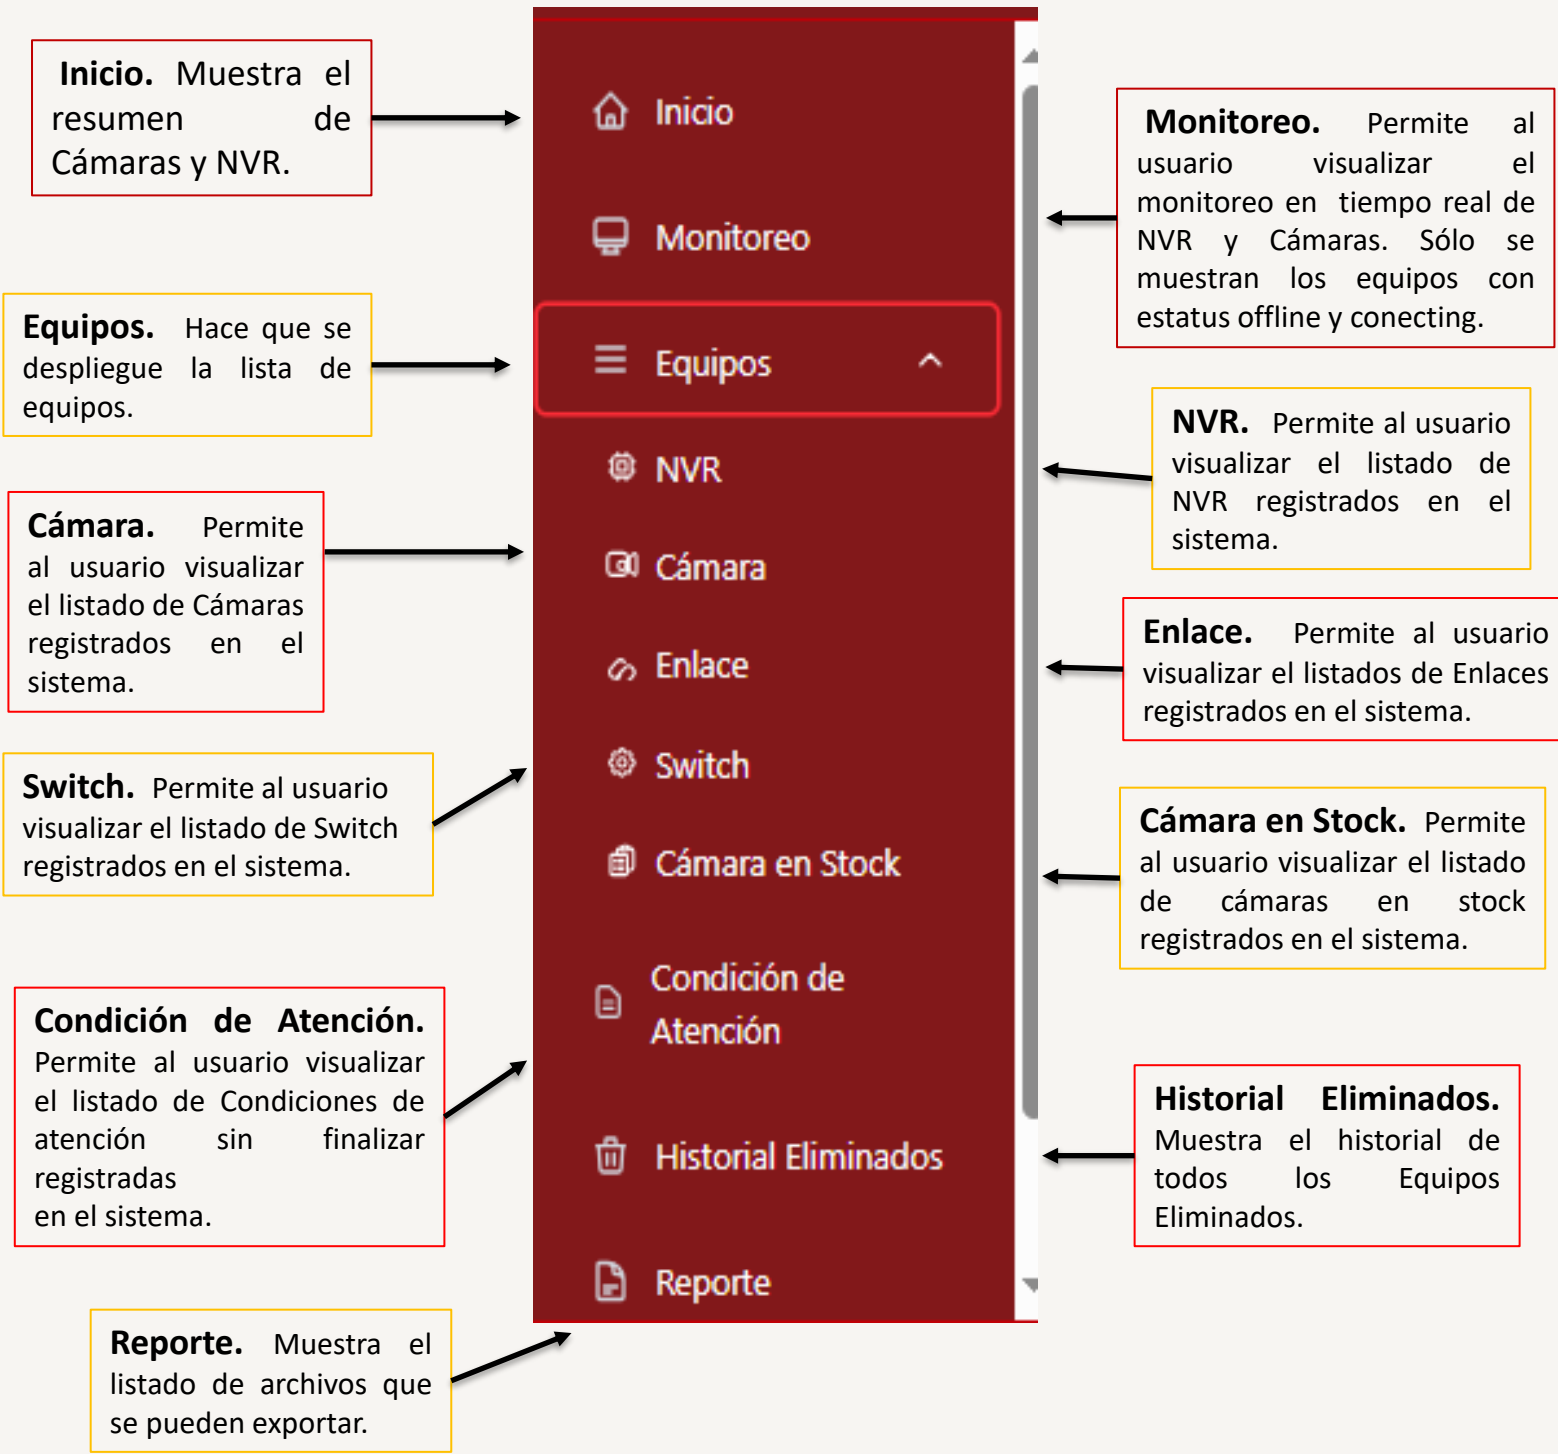 Inicio. Muestra el
resumen de
Cámaras y NVR.
Equipos. Hace que se
despliegue la lista de
equipos.
Cámara. Permite
al usuario visualizar
el listado de Cámaras
registrados en el
sistema.
Switch. Permite al usuario
visualizar el listado de Switch
registrados en el sistema.
Condición de Atención.
Permite al usuario visualizar
el listado de Condiciones de
atención sin finalizar
registradas
en el sistema.
Reporte. Muestra el
listado de archivos que
se pueden exportar.
Inicio
Monitoreo
Equipos
NVR
Cámara
Enlace
Switch
Cámara en Stock
Condición de
Atención
Historial Eliminados
Reporte
Monitoreo. Permite al
usuario visualizar el
monitoreo en tiempo real de
NVR y Cámaras. Sólo se
muestran los equipos con
estatus offline y conecting.
NVR. Permite al usuario
visualizar el listado de
NVR registrados en el
sistema.
Enlace. Permite al usuario
visualizar el listados de Enlaces
registrados en el sistema.
Cámara en Stock. Permite
al usuario visualizar el listado
de cámaras en stock
registrados en el sistema.
Historial Eliminados.
Muestra el historial de
todos los Equipos
Eliminados.